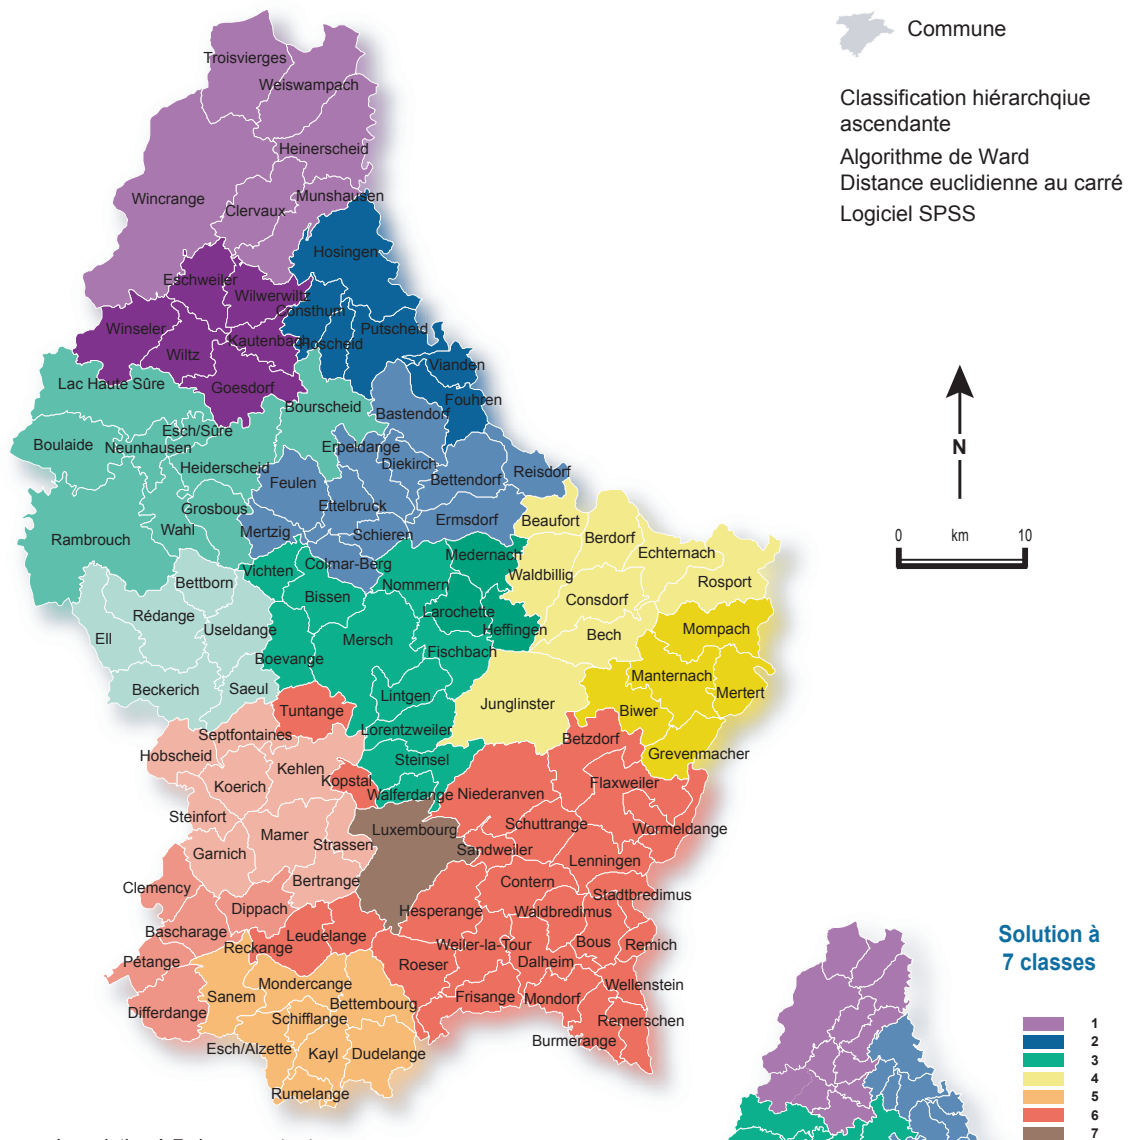 Commune
Classification hiérarchqiue
ascendante
Algorithme de Ward
Distance euclidienne au carré
Logiciel SPSS
N
0 km 10
Troisvierges
Weiswampach
Heinerscheid
Wincrange
Munshausen
Clervaux
Hosingen
Eschweiler
Wilwerwiltz
Consthum
Winseler
Putscheid
Kautenbach
Hoscheid
Wiltz
Vianden
Lac Haute Sûre
Goesdorf
Fouhren
Bourscheid
Bastendorf
Esch/Sûre
Boulaide
Neunhausen
Erpeldange
Diekirch
Heiderscheid
Reisdorf
Feulen
Bettendorf
Grosbous
Ettelbruck
Ermsdorf
Beaufort
Wahl
Mertzig
Schieren
Berdorf
Rambrouch
Medernach
Echternach
Colmar-Berg
Vichten
Waldbillig
Bettborn
Nommern
Rosport
Bissen
Consdorf
Rédange
Larochette
Useldange
Heffingen
Mompach
Ell
Mersch
Bech
Boevange
Fischbach
Manternach
Beckerich
Saeul
Lintgen
Mertert
Tuntange
Junglinster
Biwer
Septfontaines
Lorentzweiler
Betzdorf
Hobscheid
Steinsel
Grevenmacher
Kehlen
Koerich
Kopstal
Walferdange
Niederanven
Flaxweiler
Steinfort
Mamer
Luxembourg
Schuttrange
Wormeldange
Strassen
Sandweiler
Garnich
Lenningen
Clemency
Bertrange
Contern
Stadtbredimus
Dippach
Hesperange
Waldbredimus
Bascharage
Leudelange
Reckange
Weiler-la-Tour
Bous
Remich
Pétange
Roeser
Dalheim
Mondercange
Wellenstein
Sanem
Bettembourg
Frisange
Mondorf
Differdange
Schifflange
Remerschen
Burmerange
Esch/Alzette
Kayl
Dudelange
Rumelange
Solution à
7 classes
1
2
3
4
5
6
7